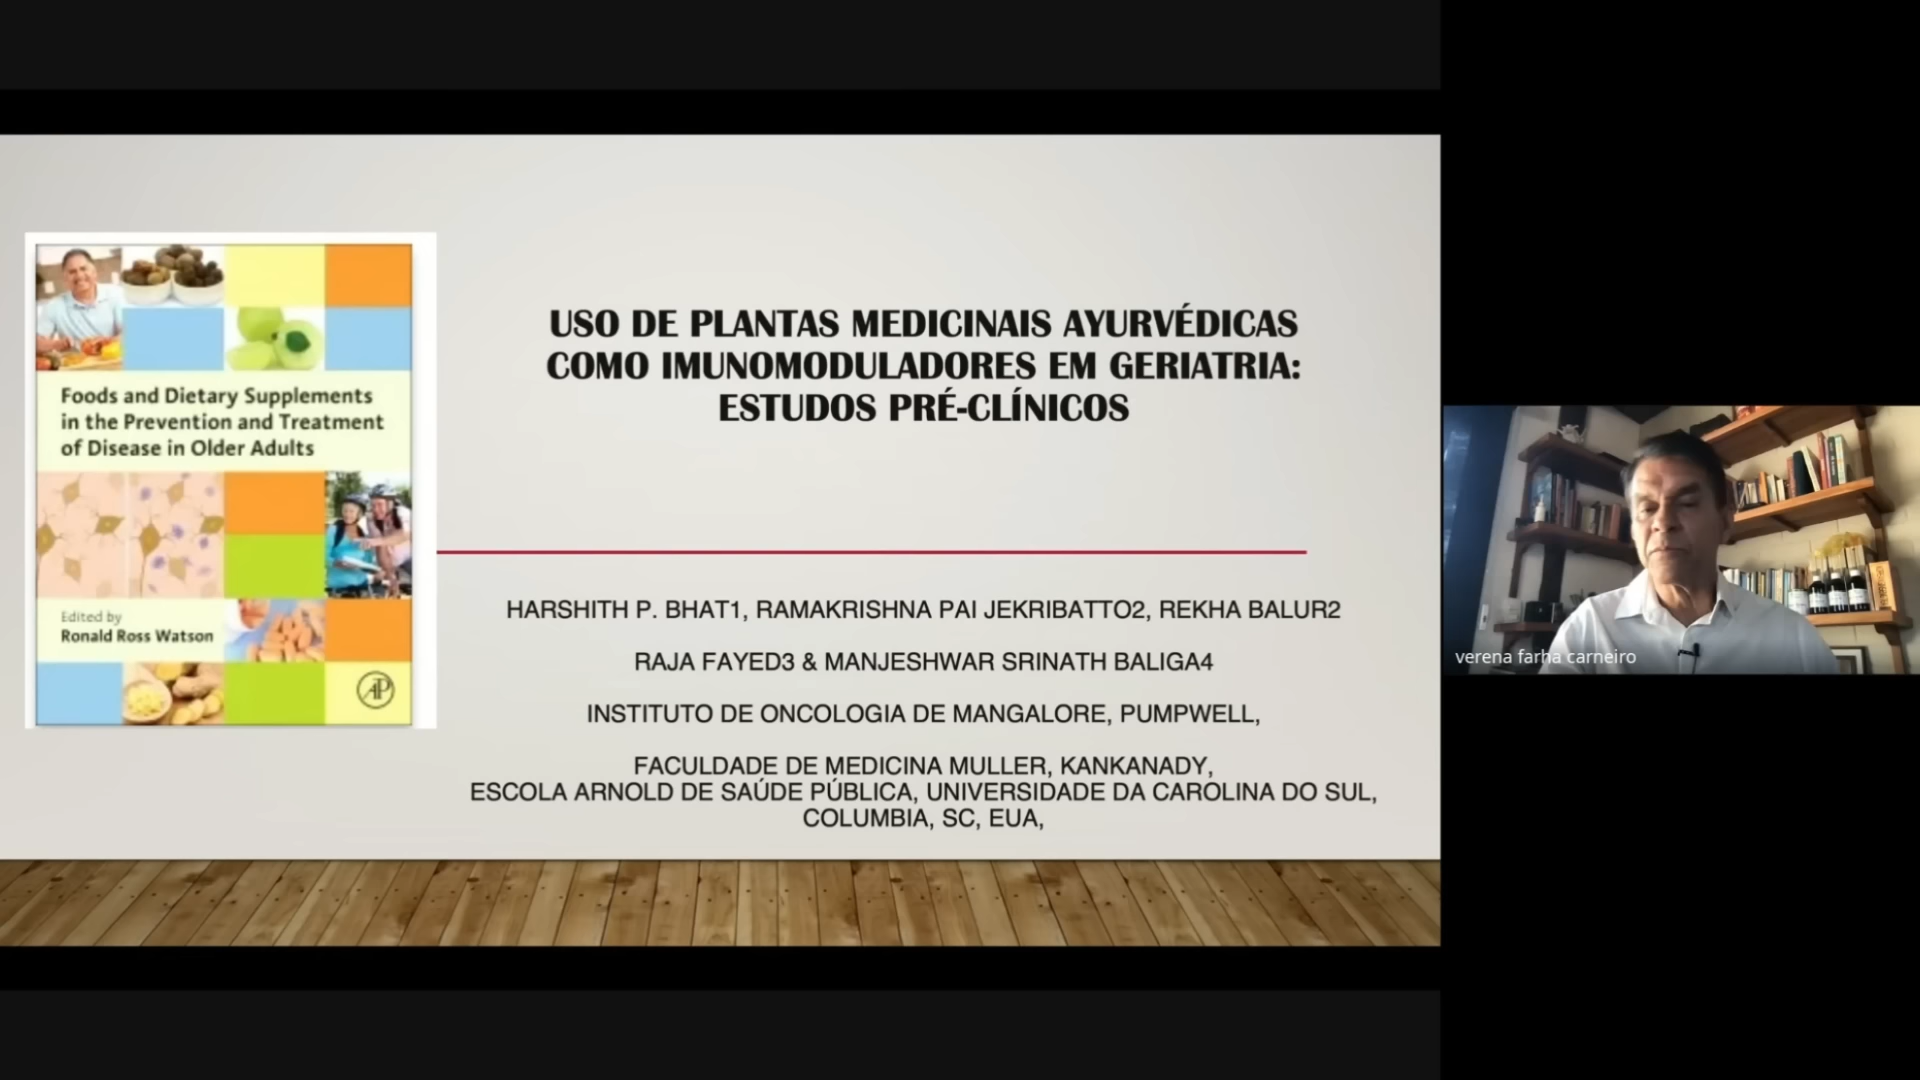 Foods and Dietary Supplements
in the Prevention and Treatment
of Disease in Older Adults
Edited by
Ronald Ross Watson
AP
USO DE PLANTAS MEDICINAIS AYURVÉDICAS
COMO IMUNOMODULADORES EM GERIATRIA:
ESTUDOS PRÉ-CLÍNICOS
HARSHITH P. BHAT1, RAMAKRISHNA PAI JEKRIBATTO2, REKHA BALUR2
RAJA FAYED3 & MANJESHWAR SRINATH BALIGA4
INSTITUTO DE ONCOLOGIA DE MANGALORE, PUMPWELL,
FACULDADE DE MEDICINA MULLER, KANKANADY,
ESCOLA ARNOLD DE SAÚDE PÚBLICA, UNIVERSIDADE DA CAROLINA DO SUL,
COLUMBIA, SC, EUA,
verena farha carneiro